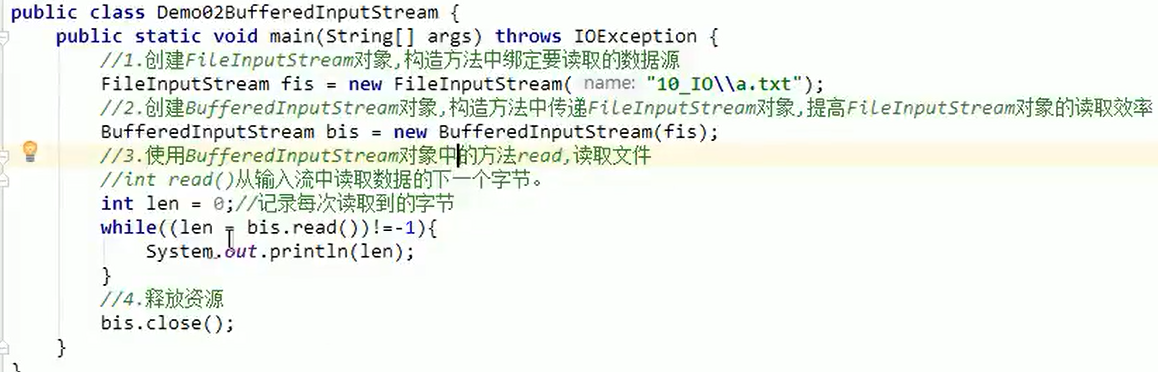 public class Demo02BufferedInputStream {
public static void main(String[] args) throws IOException {
//1.创建FileInputStream对象,构造方法中绑定要读取的数据源
FileInputStream fis = new FileInputStream( name: "10_IO\\a.txt");
//2.创建BufferedInputStream对象,构造方法中传递FileInputStream对象,提高FileInputStream对象的读取效率
BufferedInputStream bis = new BufferedInputStream(fis);
//3.使用BufferedInputStream对象中的方法read,读取文件
//int read()从输入流中读取数据的下一个字节。
int len = 0;//记录每次读取到的字节
while((len = bis.read())!=-1){
System.out.println(len);
}
//4.释放资源
bis.close();
}
}